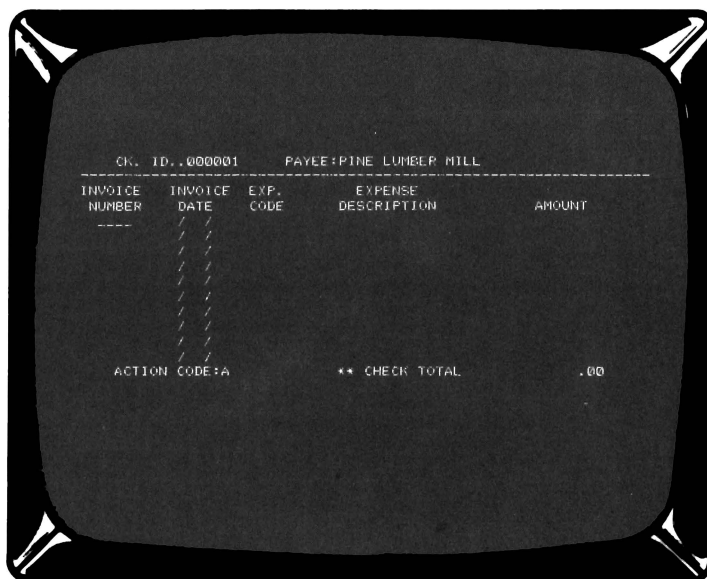 CK. ID..000001 PAYEE:PINE LUMBER MILL
INVOICE INVOICE EXP. EXPENSE
NUMBER DATE CODE DESCRIPTION AMOUNT
---- / /
/ /
/ /
/ /
/ /
/ /
/ /
/ /
/ /
/ /
ACTION CODE:A ** CHECK TOTAL .00